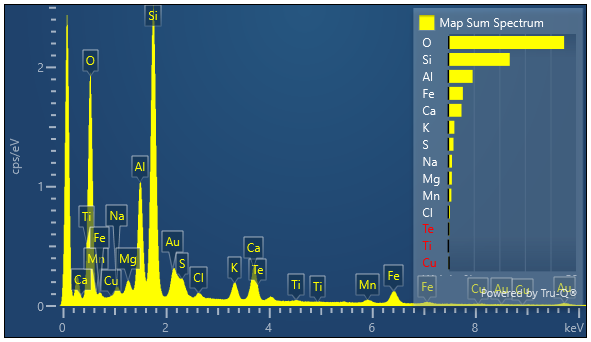 Si
Map Sum Spectrum
O
Si
Al
Fe
Ca
K
S
Na
Mg
Mn
Cl
Te
Ti
Cu
Powered by Tru-Q®
2
1
0
cps/eV
O
Al
Ti
Na
Fe
Mn
Mg
Ca
Cu
Au
S
Cl
K
Ca
Te
Ti
Ti
Mn
Fe
Fe
Cu
Au
Cu
Au
0
2
4
6
8
keV